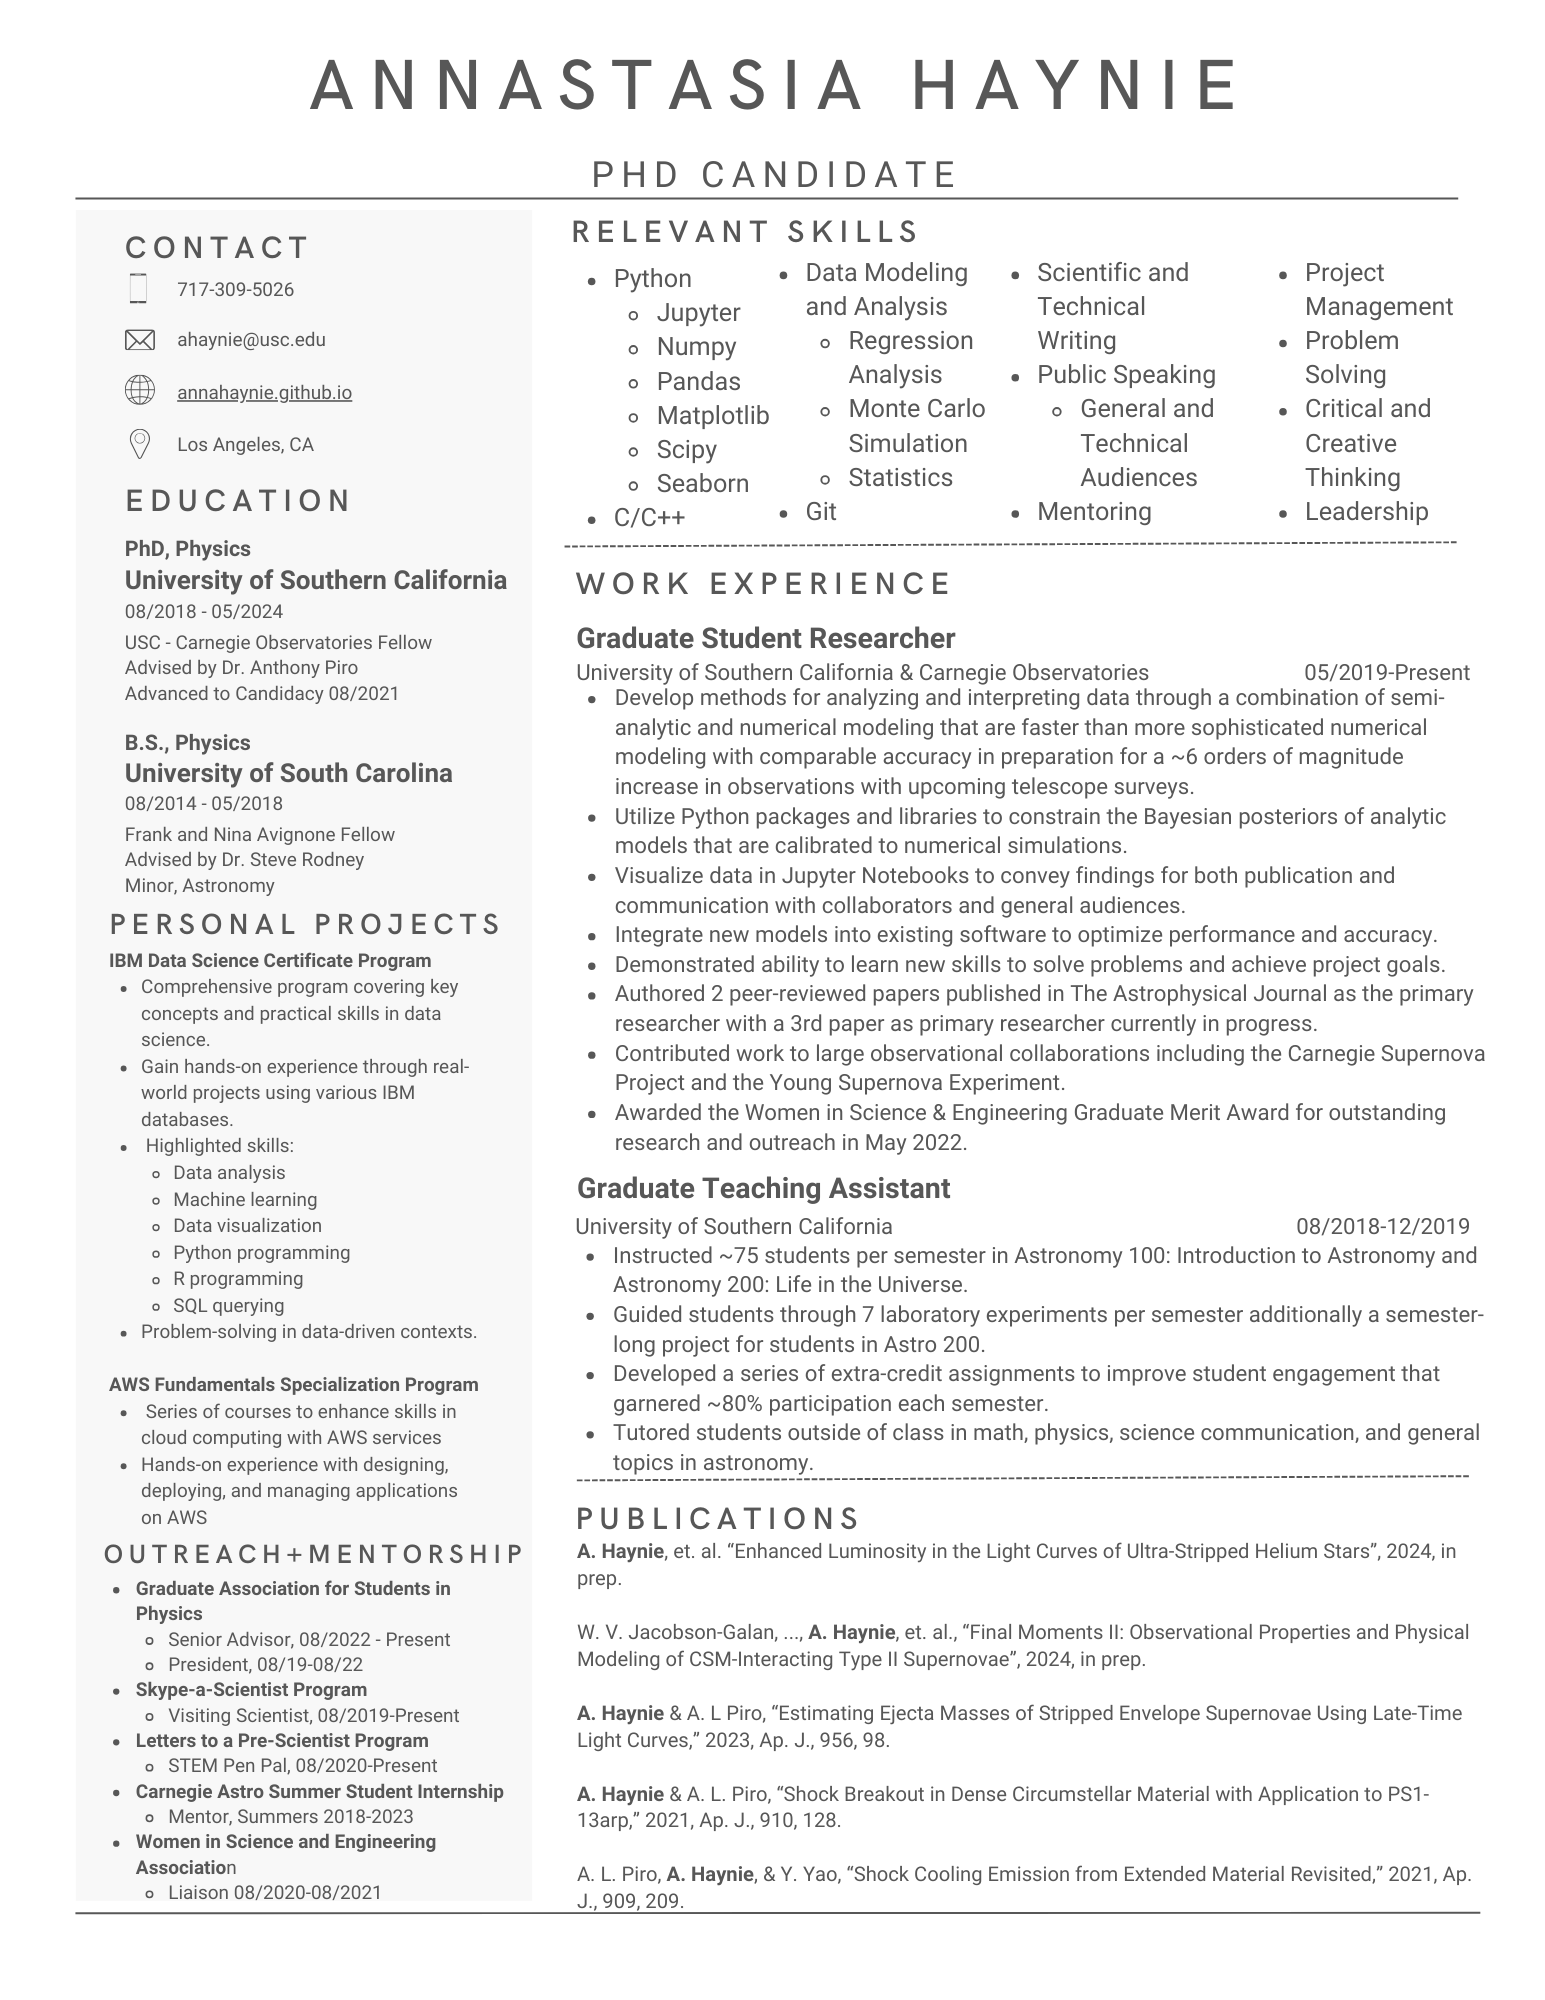 ANNASTASIA HAYNIE
PHD CANDIDATE
CONTACT
717-309-5026
ahaynie@usc.edu
annahaynie.github.io
Los Angeles, CA
EDUCATION
PhD, Physics
University of Southern California
08/2018 - 05/2024
USC - Carnegie Observatories Fellow
Advised by Dr. Anthony Piro
Advanced to Candidacy 08/2021
B.S., Physics
University of South Carolina
08/2014 - 05/2018
Frank and Nina Avignone Fellow
Advised by Dr. Steve Rodney
Minor, Astronomy
PERSONAL PROJECTS
IBM Data Science Certificate Program
• Comprehensive program covering key
concepts and practical skills in data
science.
• Gain hands-on experience through real-
world projects using various IBM
databases.
• Highlighted skills:
◦ Data analysis
◦ Machine learning
◦ Data visualization
◦ Python programming
◦ R programming
◦ SQL querying
• Problem-solving in data-driven contexts.
AWS Fundamentals Specialization Program
• Series of courses to enhance skills in
cloud computing with AWS services
• Hands-on experience with designing,
deploying, and managing applications
on AWS
OUTREACH+MENTORSHIP
• Graduate Association for Students in
Physics
◦ Senior Advisor, 08/2022 - Present
◦ President, 08/19-08/22
• Skype-a-Scientist Program
◦ Visiting Scientist, 08/2019-Present
• Letters to a Pre-Scientist Program
◦ STEM Pen Pal, 08/2020-Present
• Carnegie Astro Summer Student Internship
◦ Mentor, Summers 2018-2023
• Women in Science and Engineering
Association
◦ Liaison 08/2020-08/2021
RELEVANT SKILLS
• Python
◦ Jupyter
◦ Numpy
◦ Pandas
◦ Matplotlib
◦ Scipy
◦ Seaborn
• C/C++
• Data Modeling
and Analysis
◦ Regression
Analysis
◦ Monte Carlo
Simulation
◦ Statistics
• Git
• Scientific and
Technical
Writing
• Public Speaking
◦ General and
Technical
Audiences
• Mentoring
• Project
Management
• Problem
Solving
• Critical and
Creative
Thinking
• Leadership
WORK EXPERIENCE
Graduate Student Researcher
University of Southern California & Carnegie Observatories 05/2019-Present
• Develop methods for analyzing and interpreting data through a combination of semi-
analytic and numerical modeling that are faster than more sophisticated numerical
modeling with comparable accuracy in preparation for a ~6 orders of magnitude
increase in observations with upcoming telescope surveys.
• Utilize Python packages and libraries to constrain the Bayesian posteriors of analytic
models that are calibrated to numerical simulations.
• Visualize data in Jupyter Notebooks to convey findings for both publication and
communication with collaborators and general audiences.
• Integrate new models into existing software to optimize performance and accuracy.
• Demonstrated ability to learn new skills to solve problems and achieve project goals.
• Authored 2 peer-reviewed papers published in The Astrophysical Journal as the primary
researcher with a 3rd paper as primary researcher currently in progress.
• Contributed work to large observational collaborations including the Carnegie Supernova
Project and the Young Supernova Experiment.
• Awarded the Women in Science & Engineering Graduate Merit Award for outstanding
research and outreach in May 2022.
Graduate Teaching Assistant
University of Southern California 08/2018-12/2019
• Instructed ~75 students per semester in Astronomy 100: Introduction to Astronomy and
Astronomy 200: Life in the Universe.
• Guided students through 7 laboratory experiments per semester additionally a semester-
long project for students in Astro 200.
• Developed a series of extra-credit assignments to improve student engagement that
garnered ~80% participation each semester.
• Tutored students outside of class in math, physics, science communication, and general
topics in astronomy.
PUBLICATIONS
A. Haynie, et. al. “Enhanced Luminosity in the Light Curves of Ultra-Stripped Helium Stars”, 2024, in
prep.
W. V. Jacobson-Galan, ..., A. Haynie, et. al., “Final Moments II: Observational Properties and Physical
Modeling of CSM-Interacting Type II Supernovae”, 2024, in prep.
A. Haynie & A. L Piro, “Estimating Ejecta Masses of Stripped Envelope Supernovae Using Late-Time
Light Curves,” 2023, Ap. J., 956, 98.
A. Haynie & A. L. Piro, “Shock Breakout in Dense Circumstellar Material with Application to PS1-
13arp,” 2021, Ap. J., 910, 128.
A. L. Piro, A. Haynie, & Y. Yao, “Shock Cooling Emission from Extended Material Revisited,” 2021, Ap.
J., 909, 209.